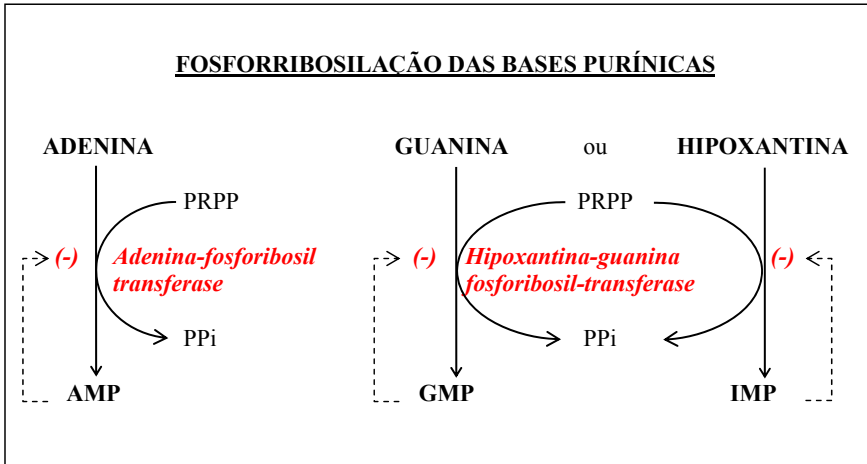 FOSFORRIBOSILAÇÃO DAS BASES PURÍNICAS
ADENINA GUANINA ou HIPOXANTINA
PRPP PRPP
(-) Adenina-fosforibosil (-) Hipoxantina-guanina (-)
transferase fosforibosil-transferase
PPi PPi
AMP GMP IMP